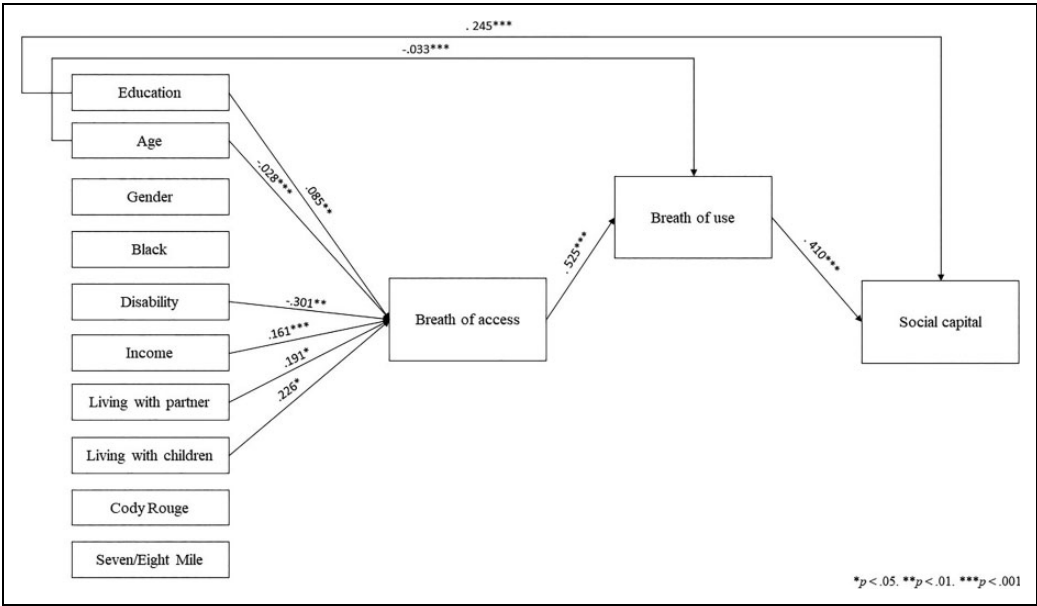 . 245***
-.033***
Education
Age
-.028***
.085**
Gender
Black
Disability
-.301**
Income
.161***
Living with partner
.191*
Living with children
.226*
Cody Rouge
Seven/Eight Mile
Breath of access
. 525***
Breath of use
. 410***
Social capital
*p < .05. **p < .01. ***p < .001